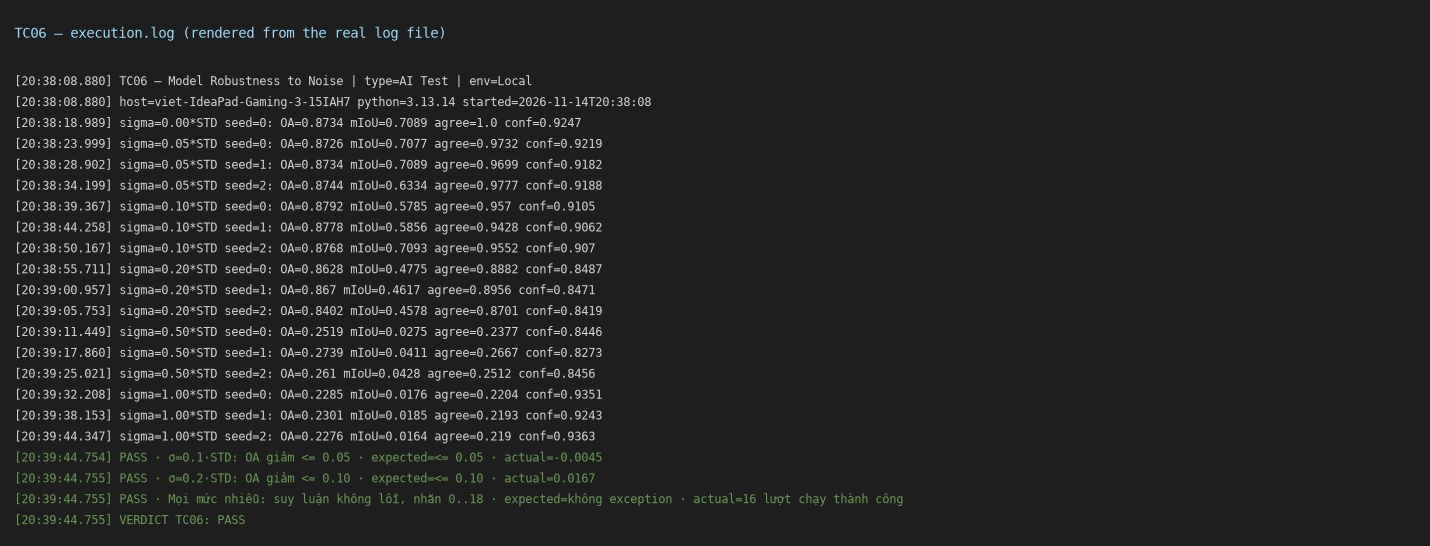 TC06 — execution.log (rendered from the real log file)
[20:38:08.880] TC06 — Model Robustness to Noise | type=AI Test | env=Local
[20:38:08.880] host=viet-IdeaPad-Gaming-3-15IAH7 python=3.13.14 started=2026-11-14T20:38:08
[20:38:18.989] sigma=0.00*STD seed=0: OA=0.8734 mIoU=0.7089 agree=1.0 conf=0.9247
[20:38:23.999] sigma=0.05*STD seed=0: OA=0.8726 mIoU=0.7077 agree=0.9732 conf=0.9219
[20:38:28.902] sigma=0.05*STD seed=1: OA=0.8734 mIoU=0.7089 agree=0.9699 conf=0.9182
[20:38:34.199] sigma=0.05*STD seed=2: OA=0.8744 mIoU=0.6334 agree=0.9777 conf=0.9188
[20:38:39.367] sigma=0.10*STD seed=0: OA=0.8792 mIoU=0.5785 agree=0.957 conf=0.9105
[20:38:44.258] sigma=0.10*STD seed=1: OA=0.8778 mIoU=0.5856 agree=0.9428 conf=0.9062
[20:38:50.167] sigma=0.10*STD seed=2: OA=0.8768 mIoU=0.7093 agree=0.9552 conf=0.907
[20:38:55.711] sigma=0.20*STD seed=0: OA=0.8628 mIoU=0.4775 agree=0.8882 conf=0.8487
[20:39:00.957] sigma=0.20*STD seed=1: OA=0.867 mIoU=0.4617 agree=0.8956 conf=0.8471
[20:39:05.753] sigma=0.20*STD seed=2: OA=0.8402 mIoU=0.4578 agree=0.8701 conf=0.8419
[20:39:11.449] sigma=0.50*STD seed=0: OA=0.2519 mIoU=0.0275 agree=0.2377 conf=0.8446
[20:39:17.860] sigma=0.50*STD seed=1: OA=0.2739 mIoU=0.0411 agree=0.2667 conf=0.8273
[20:39:25.021] sigma=0.50*STD seed=2: OA=0.261 mIoU=0.0428 agree=0.2512 conf=0.8456
[20:39:32.208] sigma=1.00*STD seed=0: OA=0.2285 mIoU=0.0176 agree=0.2204 conf=0.9351
[20:39:38.153] sigma=1.00*STD seed=1: OA=0.2301 mIoU=0.0185 agree=0.2193 conf=0.9243
[20:39:44.347] sigma=1.00*STD seed=2: OA=0.2276 mIoU=0.0164 agree=0.219 conf=0.9363
[20:39:44.754] PASS · σ=0.1·STD: OA giảm <= 0.05 · expected=<= 0.05 · actual=-0.0045
[20:39:44.755] PASS · σ=0.2·STD: OA giảm <= 0.10 · expected=<= 0.10 · actual=0.0167
[20:39:44.755] PASS · Mọi mức nhiễu: suy luận không lỗi, nhãn 0..18 · expected=không exception · actual=16 lượt chạy thành công
[20:39:44.755] VERDICT TC06: PASS